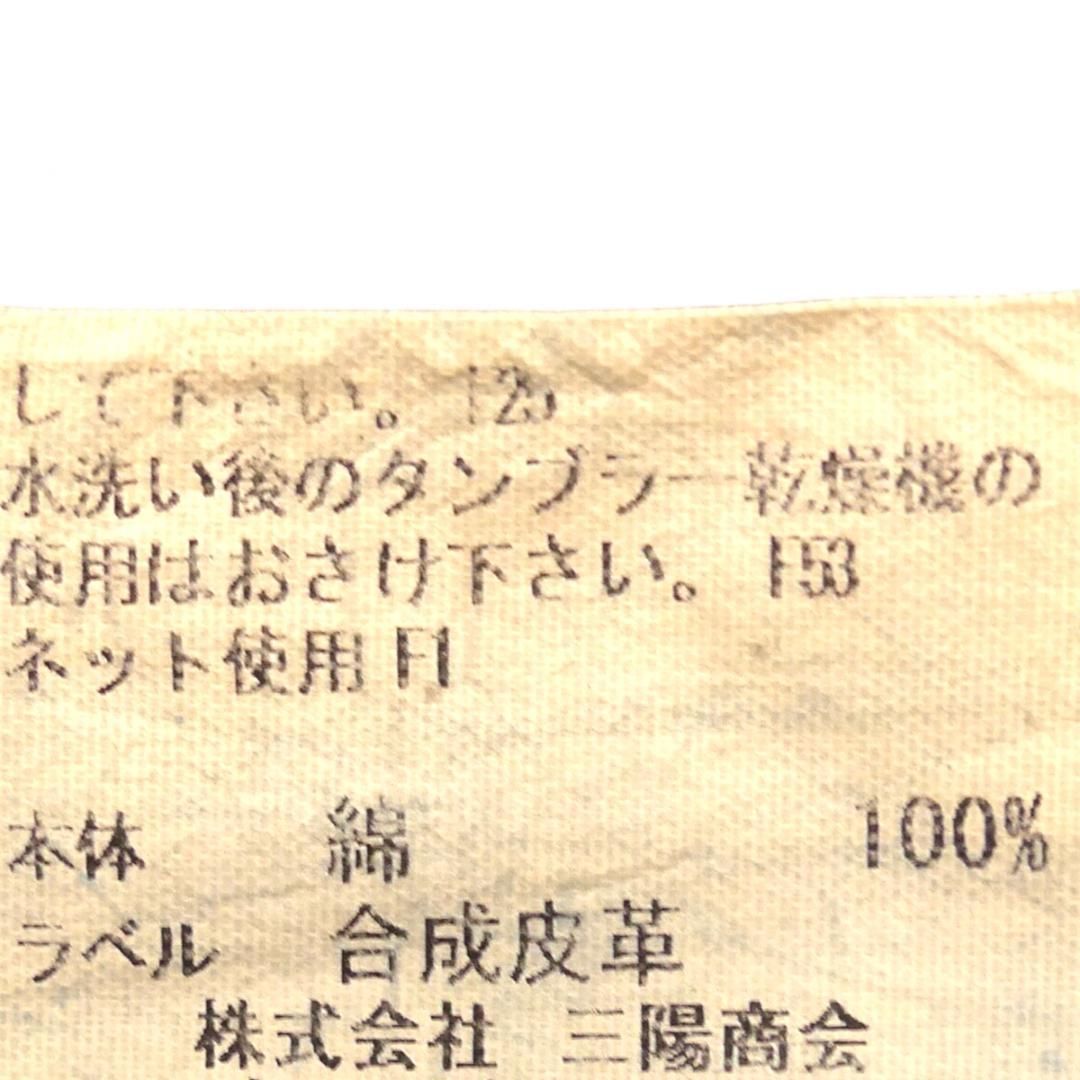 して下さい。
水洗い後のタンブラー乾燥機の
使用はおさけ下さい。 F53
ネット使用 F1
本体 綿 100%
ラベル 合成皮革
株式会社 三陽商会